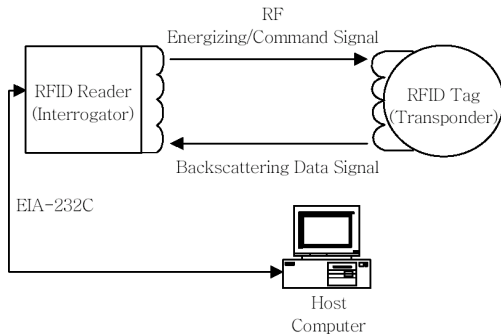 RF
Energizing/Command Signal
RFID Reader
(Interrogator)
RFID Tag
(Transponder)
Backscattering Data Signal
EIA-232C
Host
Computer